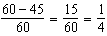 (60 − 45)/60 = 15/60 = 1/4